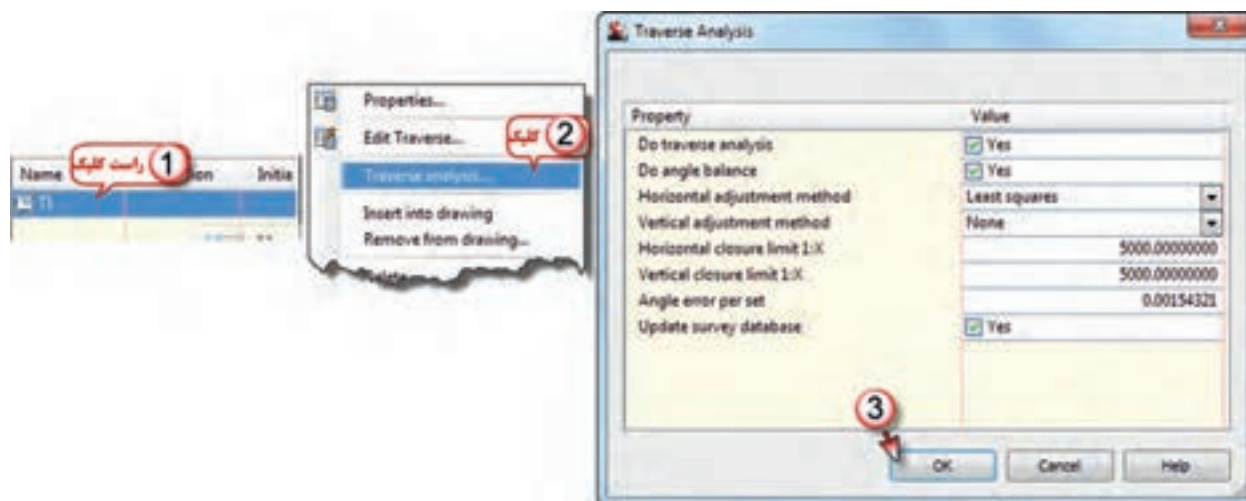 Name
راست کلیک
1
ion
Initia
T1
Properties...
Edit Traverse...
کلیک
2
Traverse analysis...
Insert into drawing
Remove from drawing...
Delete
Traverse Analysis
Property Value
Do traverse analysis Yes
Do angle balance Yes
Horizontal adjustment method Least squares
Vertical adjustment method None
Horizontal closure limit 1:X 5000.00000000
Vertical closure limit 1:X 5000.00000000
Angle error per set 0.00154321
Update survey database Yes
3
OK Cancel Help